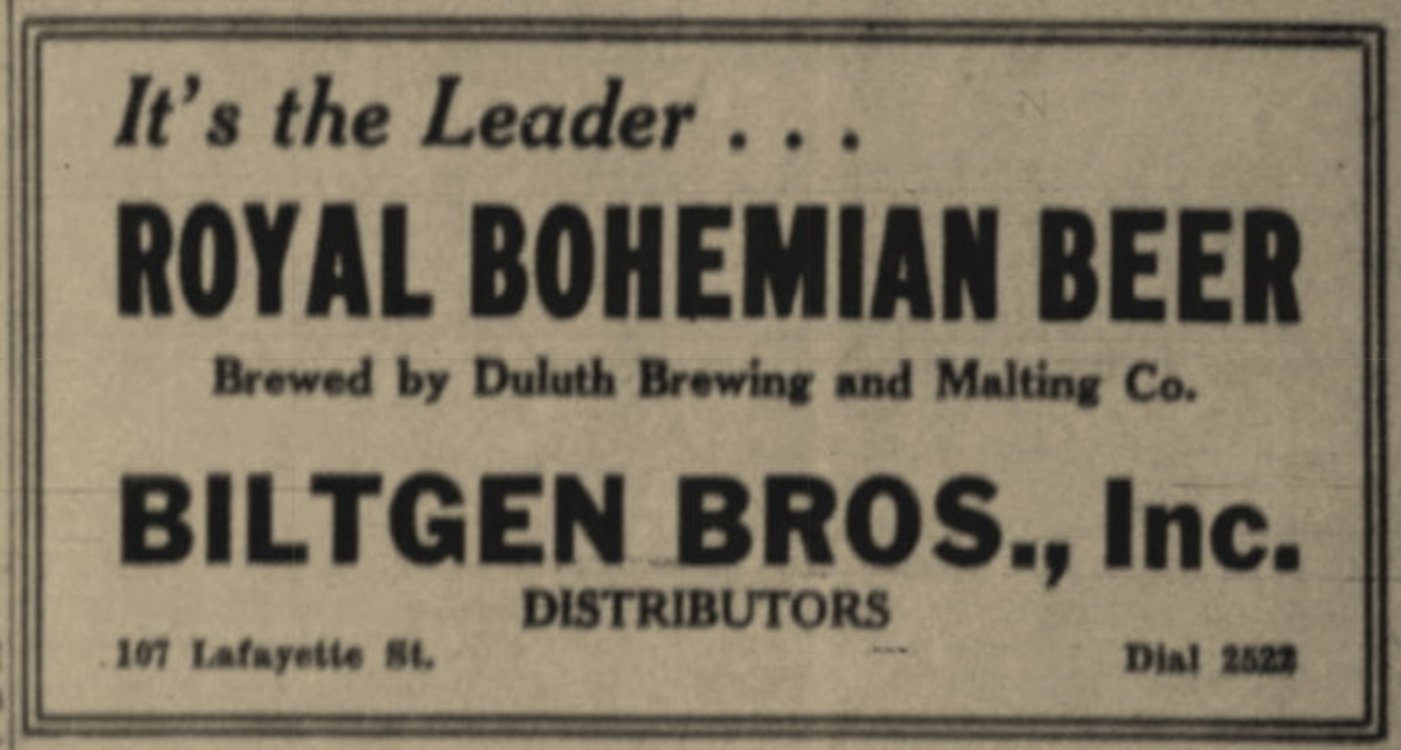 It's the Leader . . .
ROYAL BOHEMIAN BEER
Brewed by Duluth Brewing and Malting Co.
BILTGEN BROS., Inc.
DISTRIBUTORS
107 Lafayette St. Dial 2522